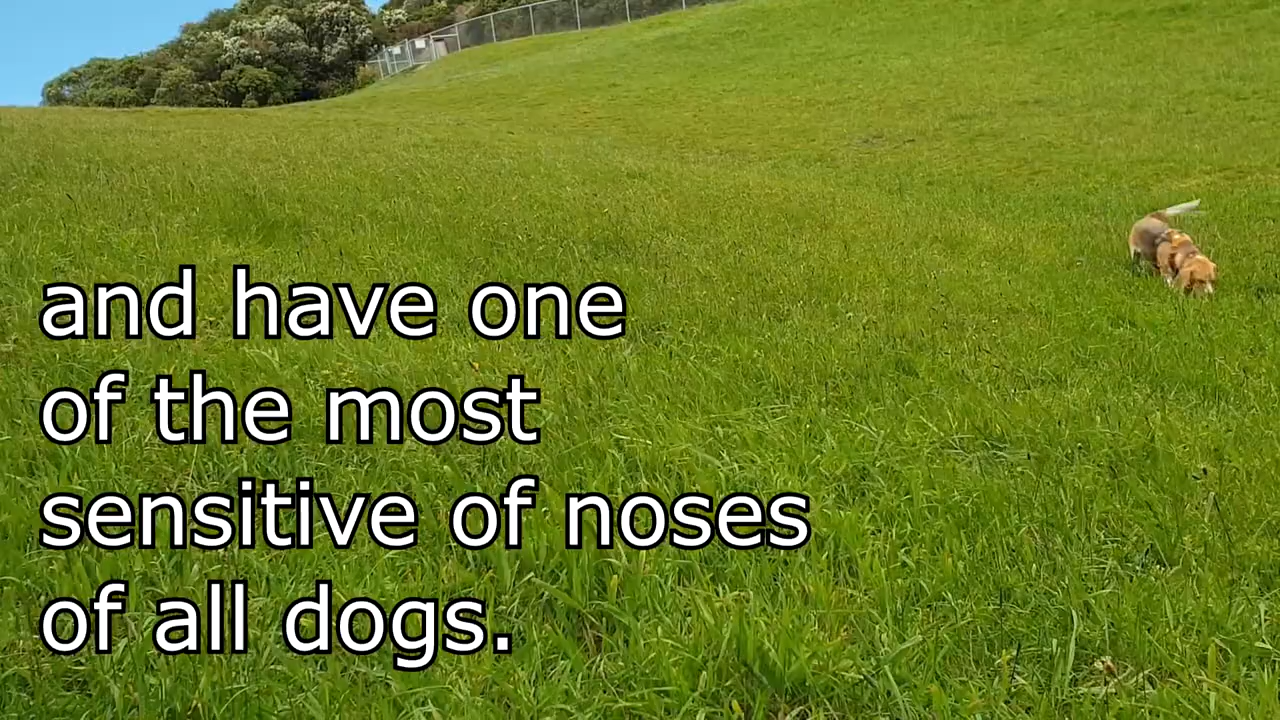 and have one
of the most
sensitive of noses
of all dogs.